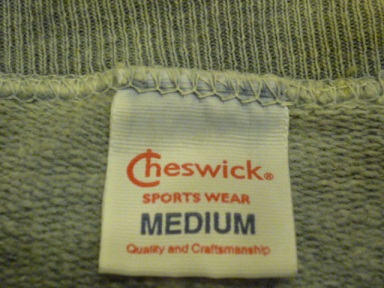 Cheswick®
SPORTS WEAR
MEDIUM
Quality and Craftsmanship